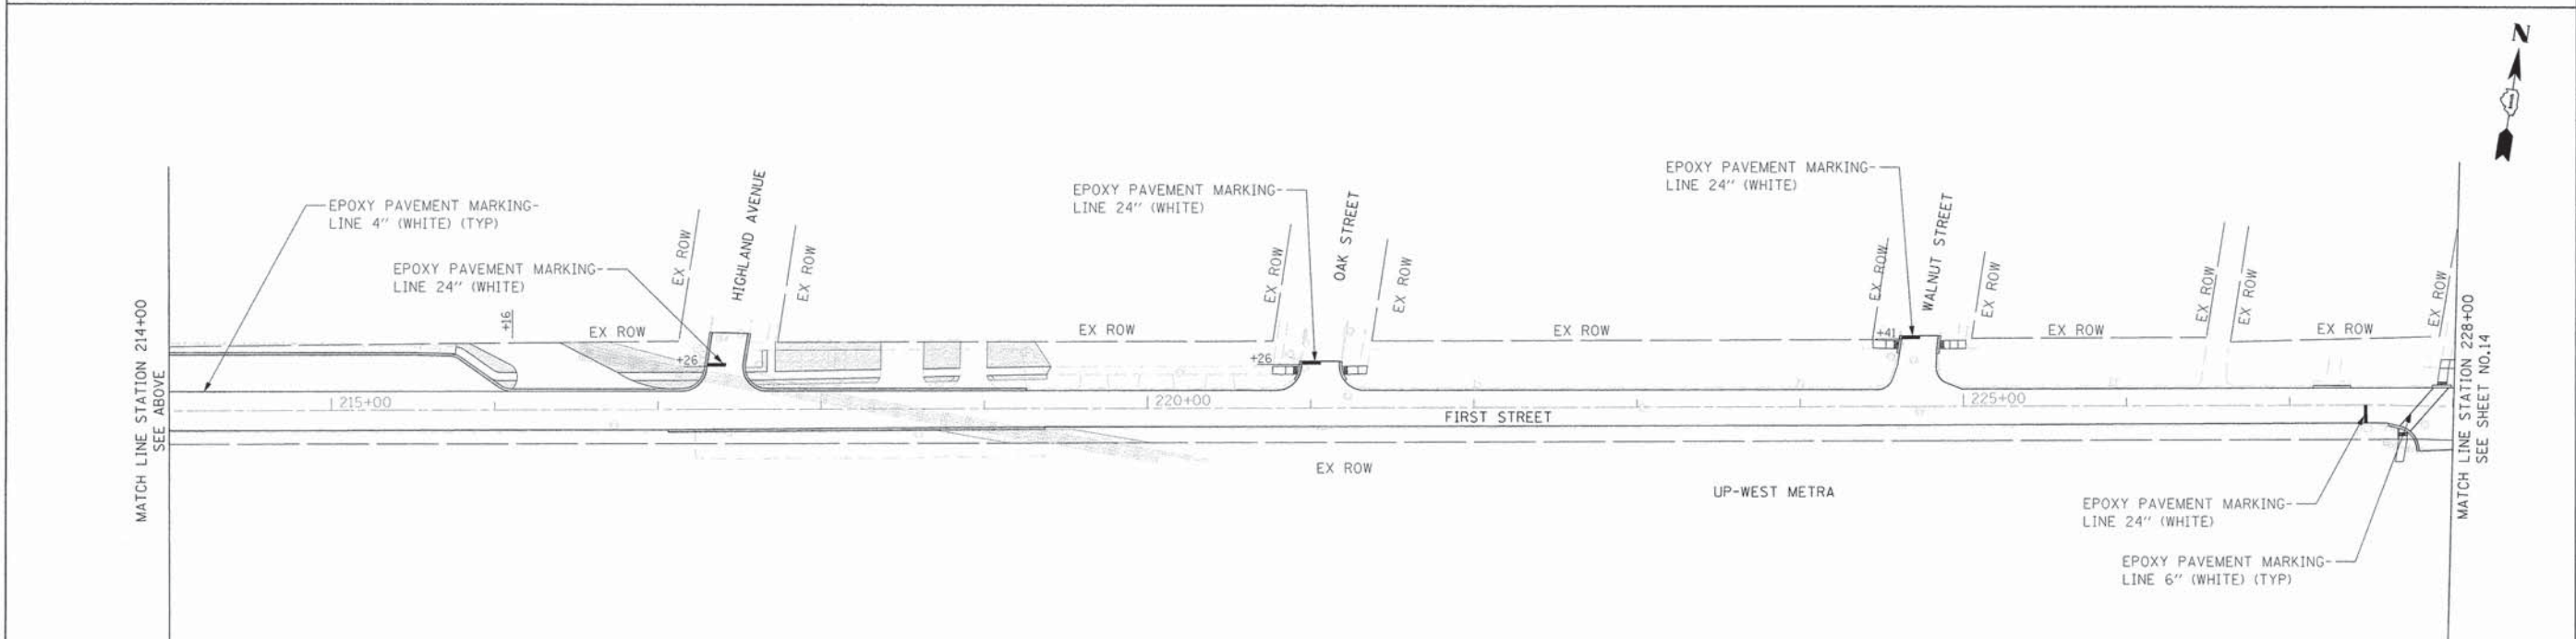 N
EPOXY PAVEMENT MARKING-
LINE 4" (WHITE) (TYP)
EPOXY PAVEMENT MARKING-
LINE 24" (WHITE)
EX ROW
HIGHLAND AVENUE
EX ROW
EPOXY PAVEMENT MARKING-
LINE 24" (WHITE)
EX ROW
OAK STREET
EX ROW
EPOXY PAVEMENT MARKING-
LINE 24" (WHITE)
EX ROW
WALNUT STREET
EX ROW
EX ROW
EX ROW
EX ROW
MATCH LINE STATION 214+00
SEE ABOVE
+16
EX ROW
+26
EX ROW
+26
EX ROW
+41
EX ROW
EX ROW
215+00
220+00
225+00
FIRST STREET
EX ROW
UP-WEST METRA
EPOXY PAVEMENT MARKING-
LINE 24" (WHITE)
EPOXY PAVEMENT MARKING-
LINE 6" (WHITE) (TYP)
MATCH LINE STATION 228+00
SEE SHEET NO.14